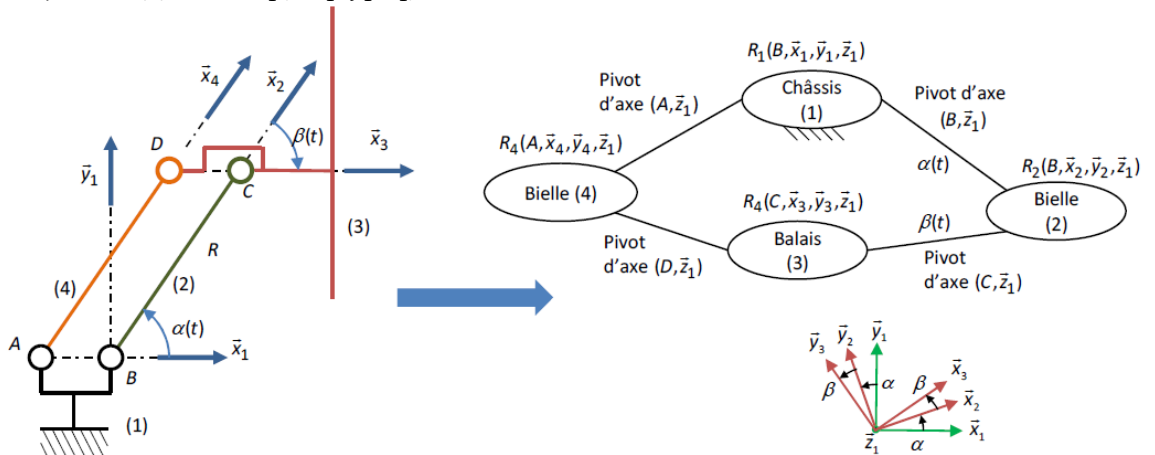 x⃗₄
x⃗₂
D
β(t)
y⃗₁
x⃗₃
C
(3)
R
(4)
(2)
α(t)
A
x⃗₁
B
(1)
R₁(B,x⃗₁,y⃗₁,z⃗₁)
Pivot
d'axe (A,z⃗₁)
Châssis
(1)
Pivot d'axe
(B,z⃗₁)
R₄(A,x⃗₄,y⃗₄,z⃗₁)
α(t)
R₂(B,x⃗₂,y⃗₂,z⃗₁)
Bielle (4)
R₄(C,x⃗₃,y⃗₃,z⃗₁)
Bielle
(2)
β(t)
Pivot
d'axe (D,z⃗₁)
Balais
(3)
Pivot
d'axe (C,z⃗₁)
y⃗₃
y⃗₂
y⃗₁
x⃗₃
β
α
β
x⃗₂
z⃗₁
α
x⃗₁